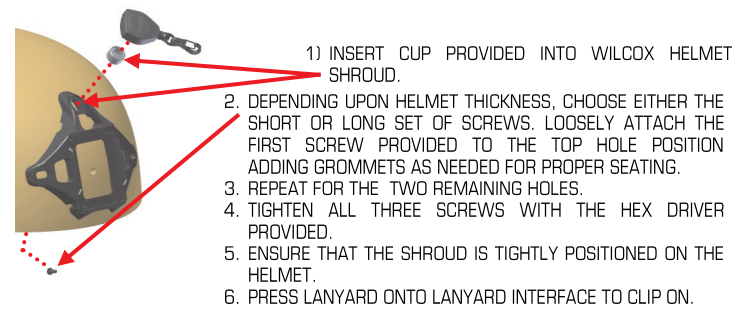 1) INSERT CUP PROVIDED INTO WILCOX HELMET
SHROUD.
2. DEPENDING UPON HELMET THICKNESS, CHOOSE EITHER THE
SHORT OR LONG SET OF SCREWS. LOOSELY ATTACH THE
FIRST SCREW PROVIDED TO THE TOP HOLE POSITION
ADDING GROMMETS AS NEEDED FOR PROPER SEATING.
3. REPEAT FOR THE TWO REMAINING HOLES.
4. TIGHTEN ALL THREE SCREWS WITH THE HEX DRIVER
PROVIDED.
5. ENSURE THAT THE SHROUD IS TIGHTLY POSITIONED ON THE
HELMET.
6. PRESS LANYARD ONTO LANYARD INTERFACE TO CLIP ON.